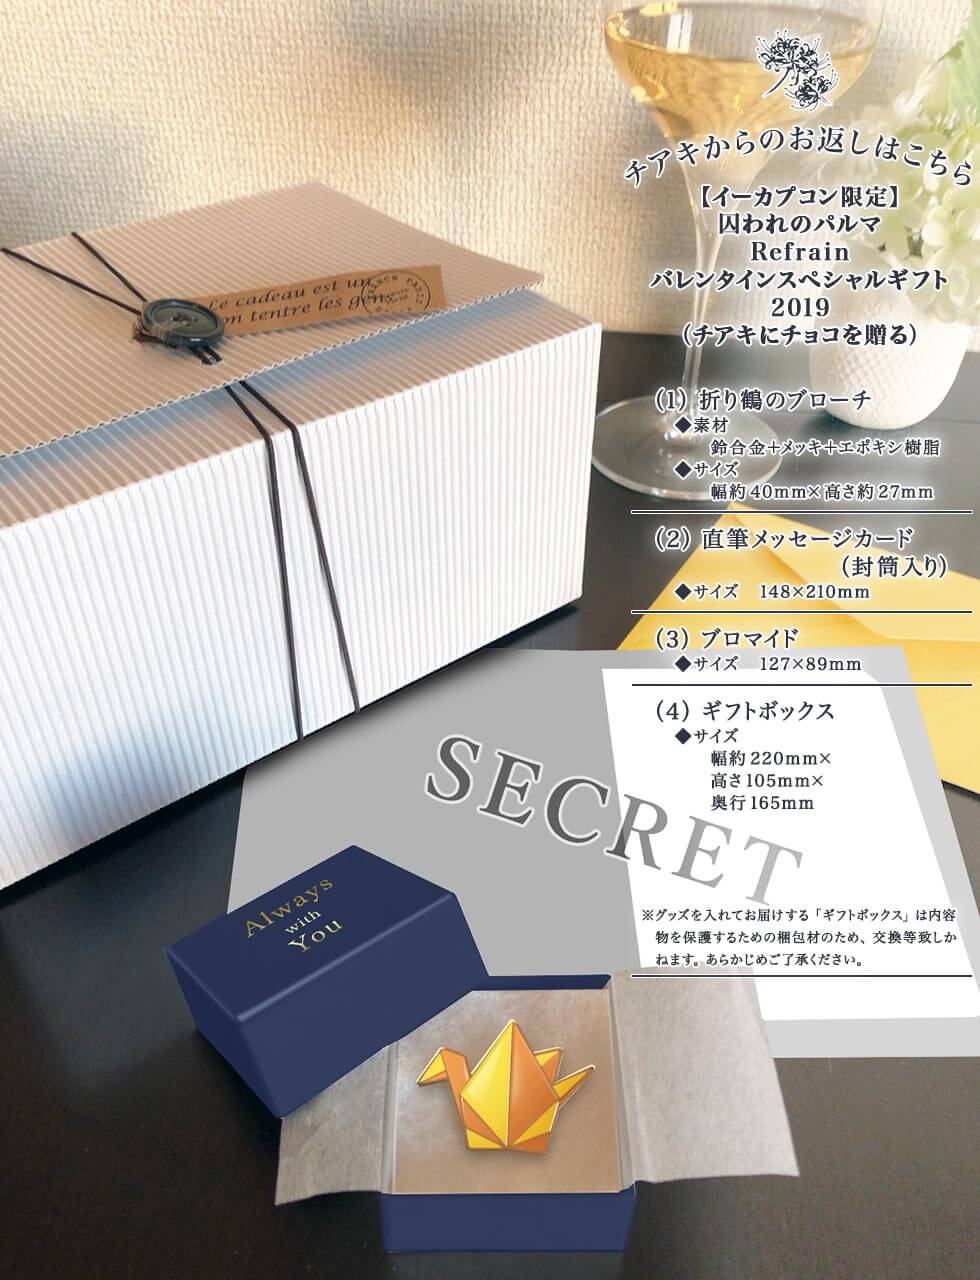 チアキからのお返しはこちら
【イーカプコン限定】
囚われのパルマ
Refrain
バレンタインスペシャルギフト
2019
（チアキにチョコを贈る）
(1) 折り鶴のブローチ
◆素材
鈴合金+メッキ+エポキシ樹脂
◆サイズ
幅約40mm×高さ約27mm
(2) 直筆メッセージカード
(封筒入り)
◆サイズ 148×210mm
(3) ブロマイド
◆サイズ 127×89mm
(4) ギフトボックス
◆サイズ
幅約220mm×
高さ105mm×
奥行165mm
※グッズを入れてお届けする「ギフトボックス」は内容
物を保護するための梱包材のため、交換等致しか
ねます。あらかじめご了承ください。
Le cadeau est un
on tentre les gen
SECRET
Always
with
You